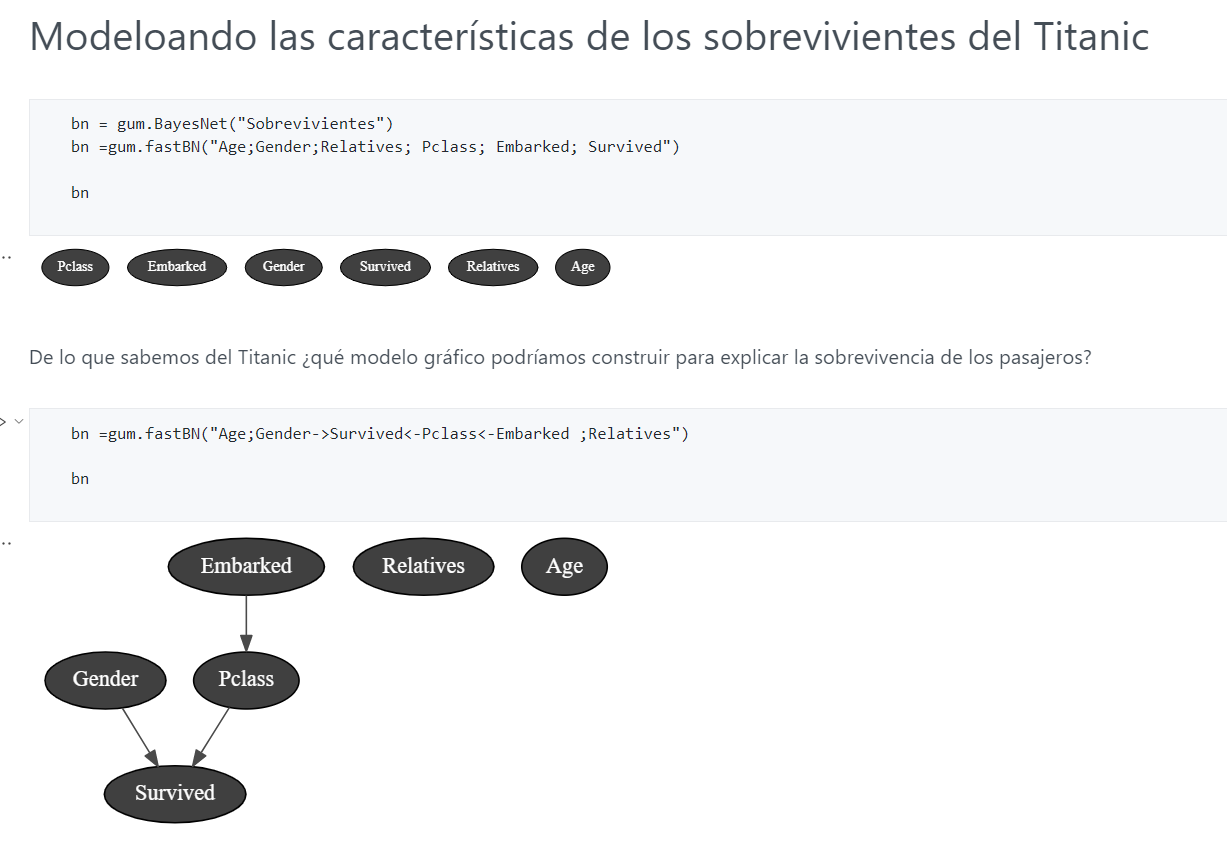 Modeloando las características de los sobrevivientes del Titanic
bn = gum.BayesNet("Sobrevivientes")
bn =gum.fastBN("Age;Gender;Relatives; Pclass; Embarked; Survived")
bn
Pclass Embarked Gender Survived Relatives Age
De lo que sabemos del Titanic ¿qué modelo gráfico podríamos construir para explicar la sobrevivencia de los pasajeros?
bn =gum.fastBN("Age;Gender->Survived<-Pclass<-Embarked ;Relatives")
bn
Embarked Relatives Age
Gender Pclass
Survived